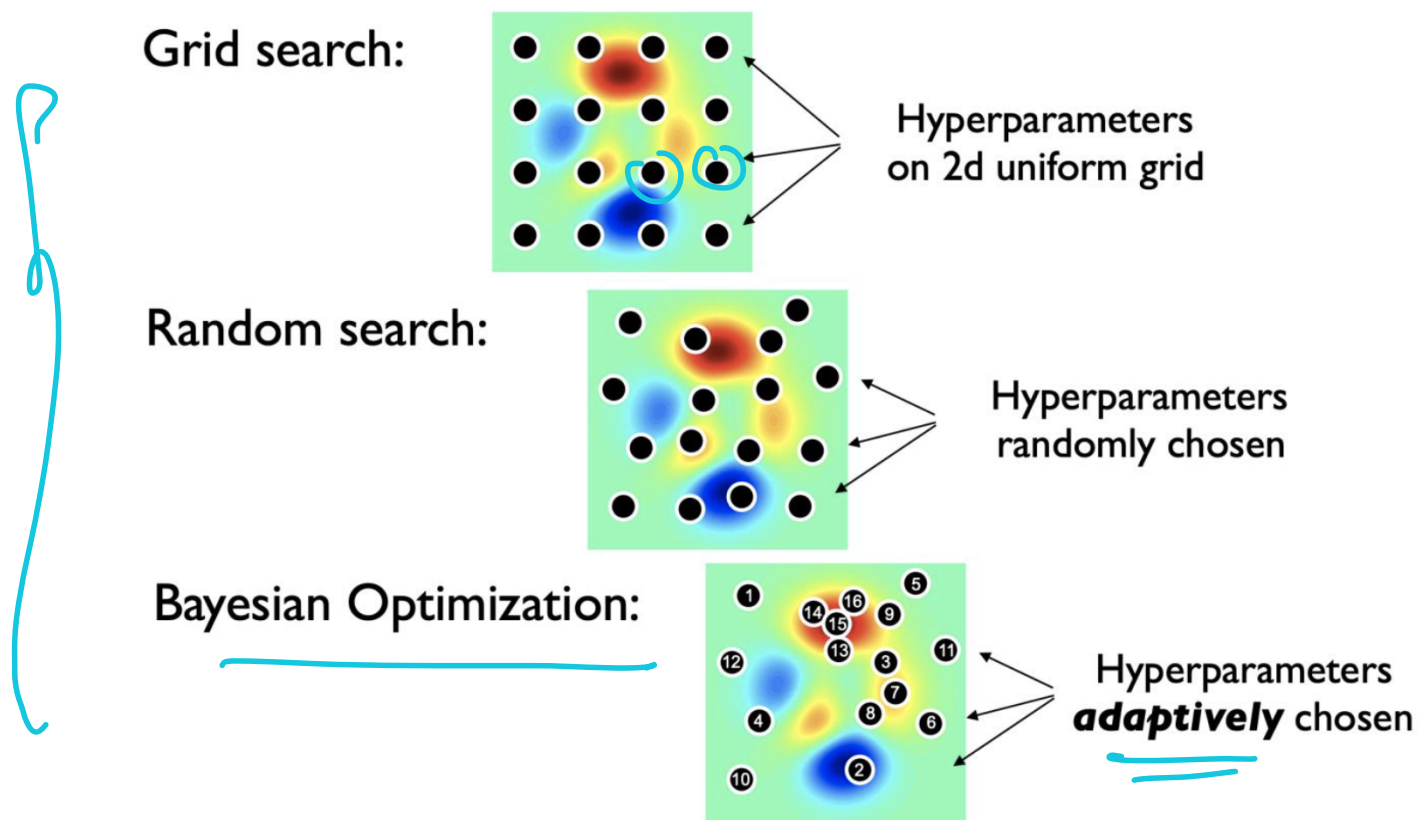 Grid search:
Hyperparameters
on 2d uniform grid
Random search:
Hyperparameters
randomly chosen
Bayesian Optimization:
1
5
14
16
9
15
13
12
3
11
7
4
8
6
2
10
Hyperparameters
adaptively chosen